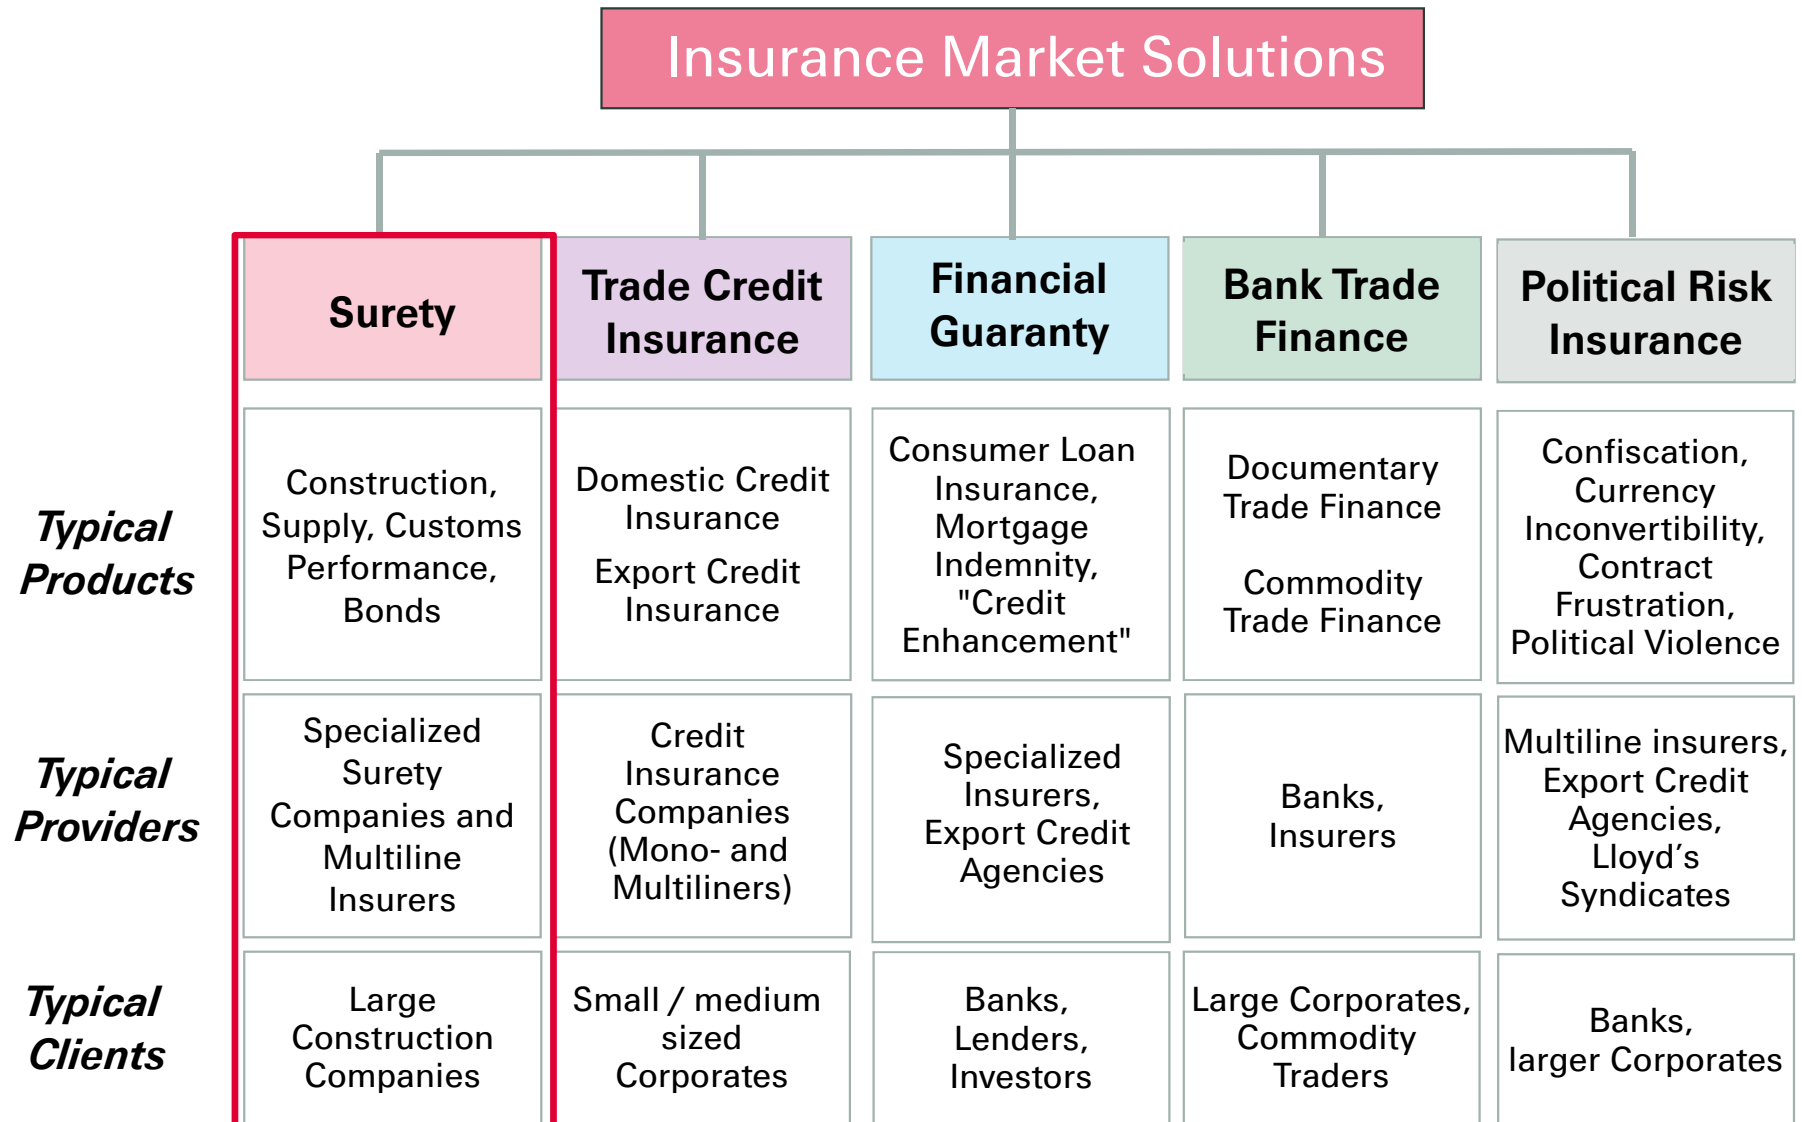 Insurance Market Solutions
Surety
Trade Credit
Insurance
Financial
Guaranty
Bank Trade
Finance
Political Risk
Insurance
Typical
Products
Construction,
Supply, Customs
Performance,
Bonds
Domestic Credit
Insurance
Export Credit
Insurance
Consumer Loan
Insurance,
Mortgage
Indemnity,
"Credit
Enhancement"
Documentary
Trade Finance
Commodity
Trade Finance
Confiscation,
Currency
Inconvertibility,
Contract
Frustration,
Political Violence
Typical
Providers
Specialized
Surety
Companies and
Multiline
Insurers
Credit
Insurance
Companies
(Mono- and
Multiliners)
Specialized
Insurers,
Export Credit
Agencies
Banks,
Insurers
Multiline insurers,
Export Credit
Agencies,
Lloyd’s
Syndicates
Typical
Clients
Large
Construction
Companies
Small / medium
sized
Corporates
Banks,
Lenders,
Investors
Large Corporates,
Commodity
Traders
Banks,
larger Corporates